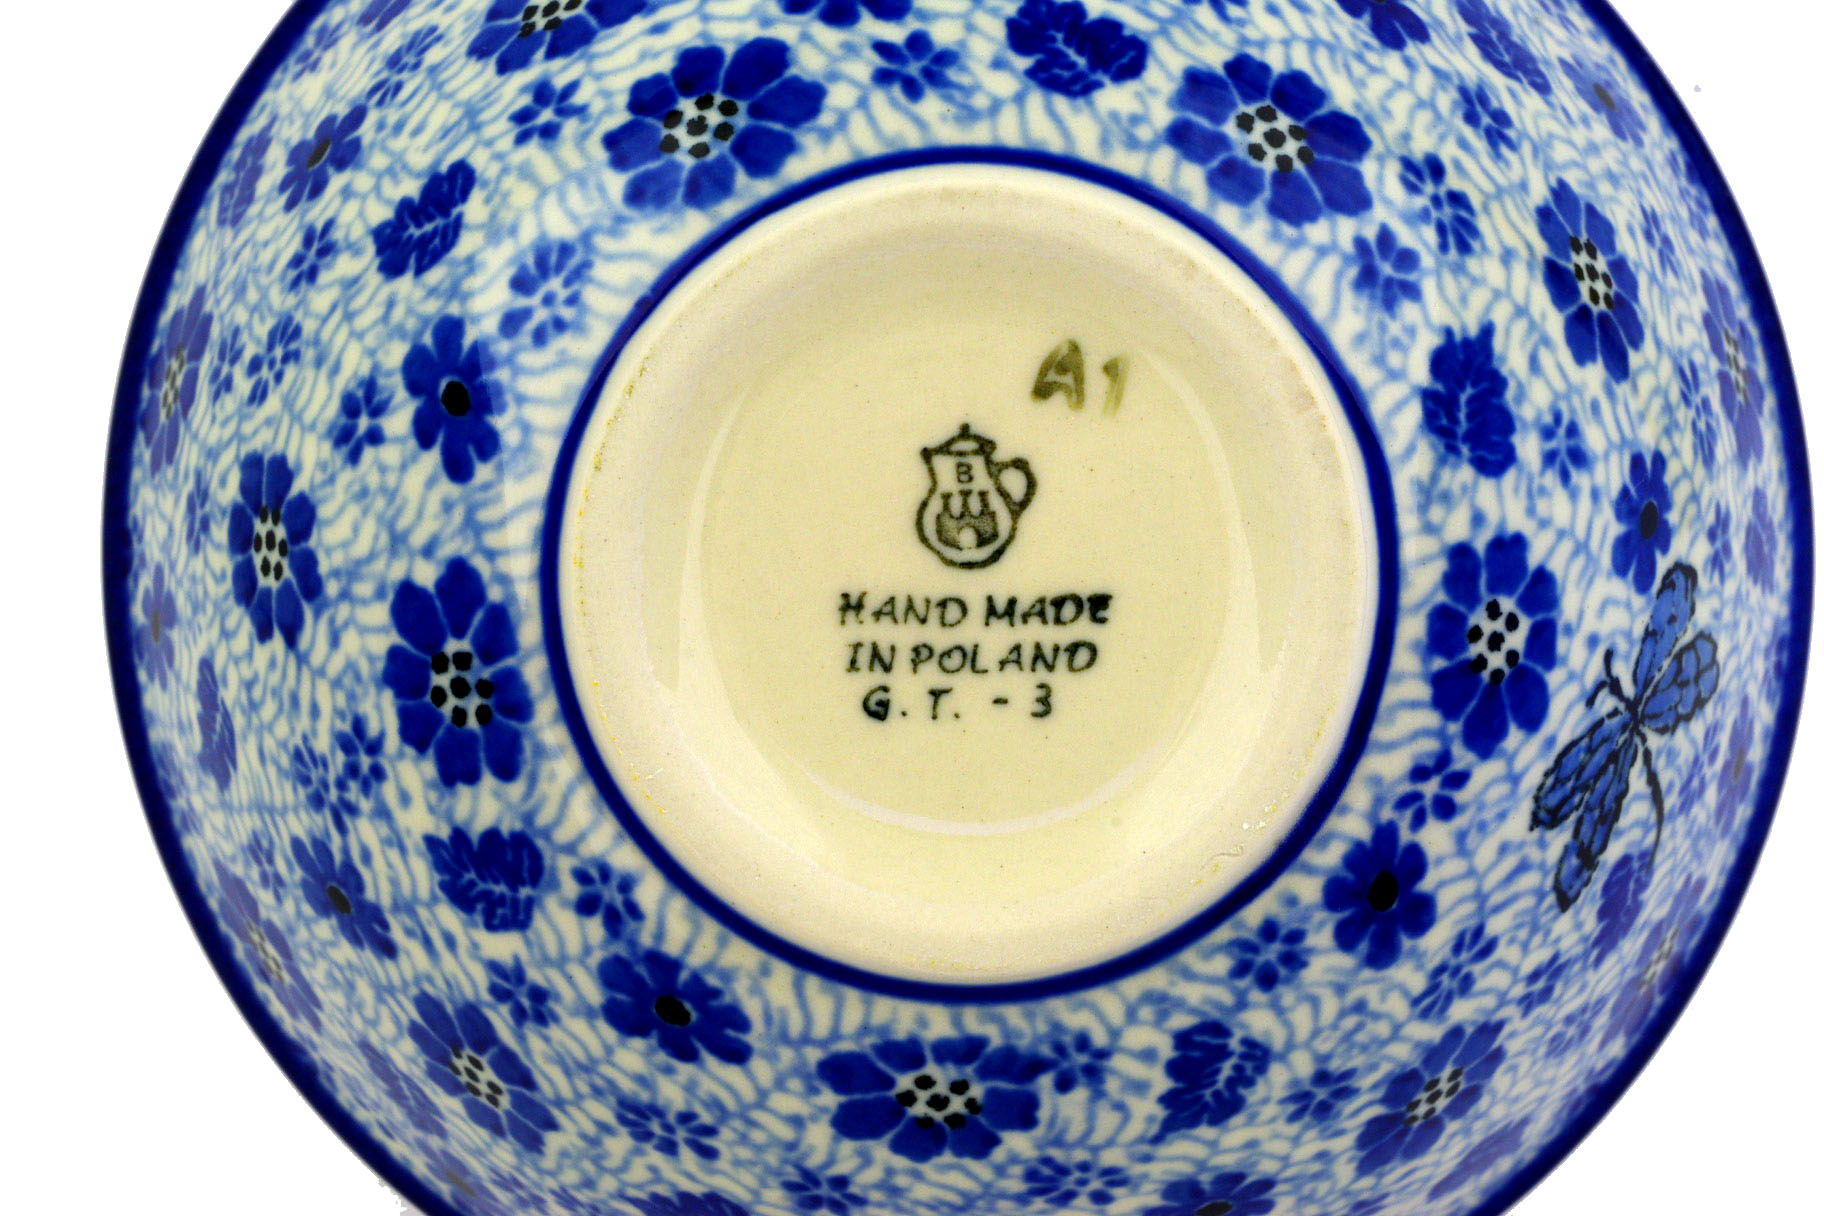 A1
B
HAND MADE
IN POLAND
G. T. - 3